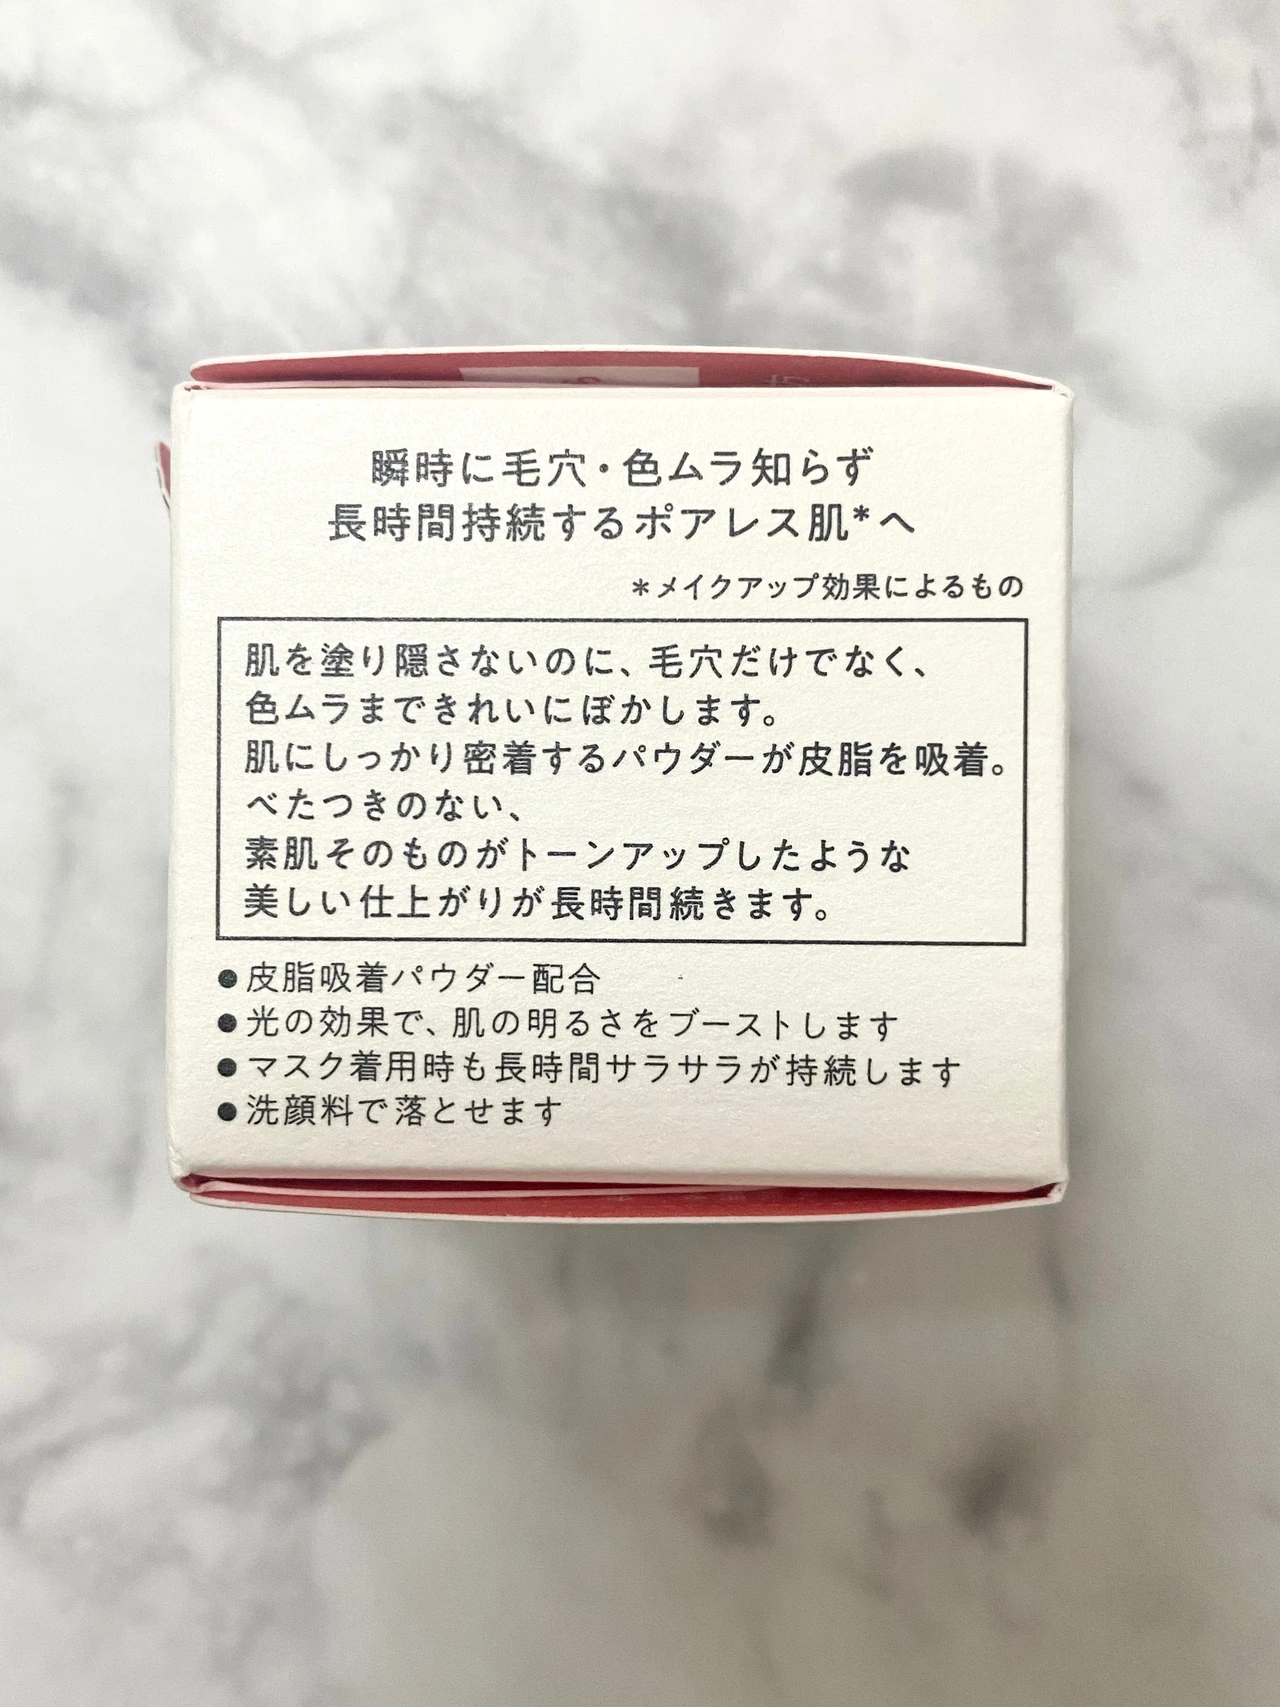 瞬時に毛穴・色ムラ知らず
長時間持続するポアレス肌*へ
*メイクアップ効果によるもの
肌を塗り隠さないのに、毛穴だけでなく、
色ムラまできれいにぼかします。
肌にしっかり密着するパウダーが皮脂を吸着。
べたつきのない、
素肌そのものがトーンアップしたような
美しい仕上がりが長時間続きます。
●皮脂吸着パウダー配合
●光の効果で、肌の明るさをブーストします
●マスク着用時も長時間サラサラが持続します
●洗顔料で落とせます